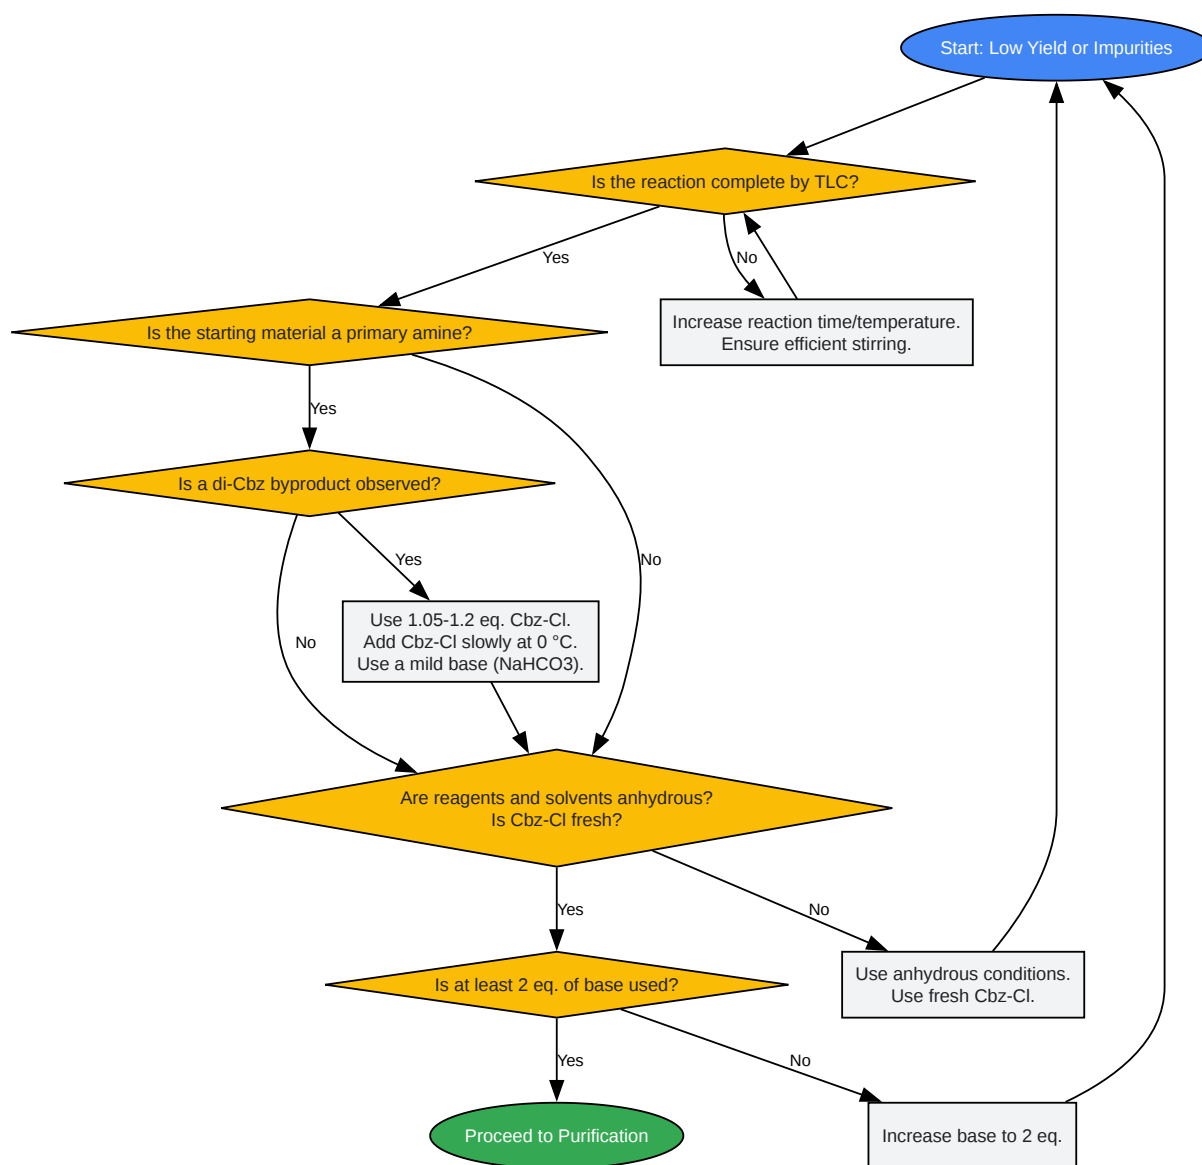 Start: Low Yield or Impurities
Is the reaction complete by TLC?
Yes
No
Is the starting material a primary amine?
Increase reaction time/temperature.
Ensure efficient stirring.
Yes
Is a di-Cbz byproduct observed?
Yes
No
No
Use 1.05-1.2 eq. Cbz-Cl.
Add Cbz-Cl slowly at 0 °C.
Use a mild base (NaHCO3).
Are reagents and solvents anhydrous?
Is Cbz-Cl fresh?
Yes
No
Is at least 2 eq. of base used?
Use anhydrous conditions.
Use fresh Cbz-Cl.
Yes
No
Proceed to Purification
Increase base to 2 eq.